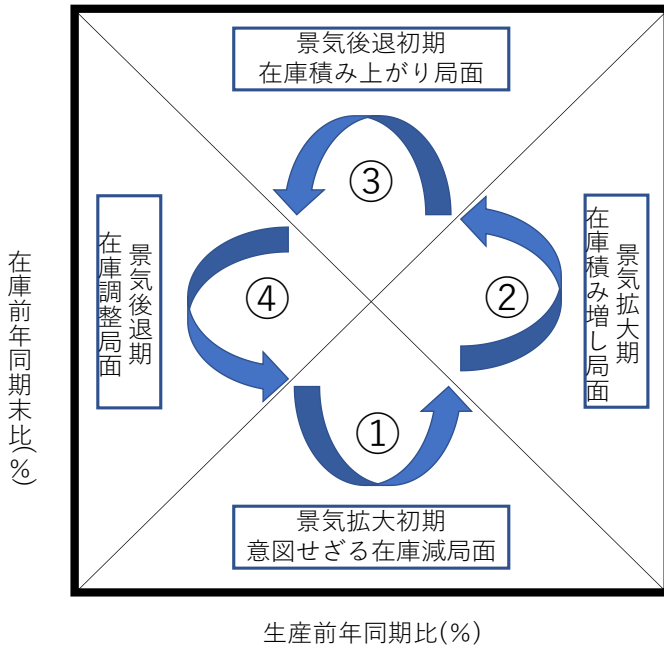 景気後退初期
在庫積み上がり局面
③
景気後退期
在庫調整局面
④
②
景気拡大期
在庫積み増し局面
①
景気拡大初期
意図せざる在庫減局面
在庫前年同期末比(%)
生産前年同期比(%)